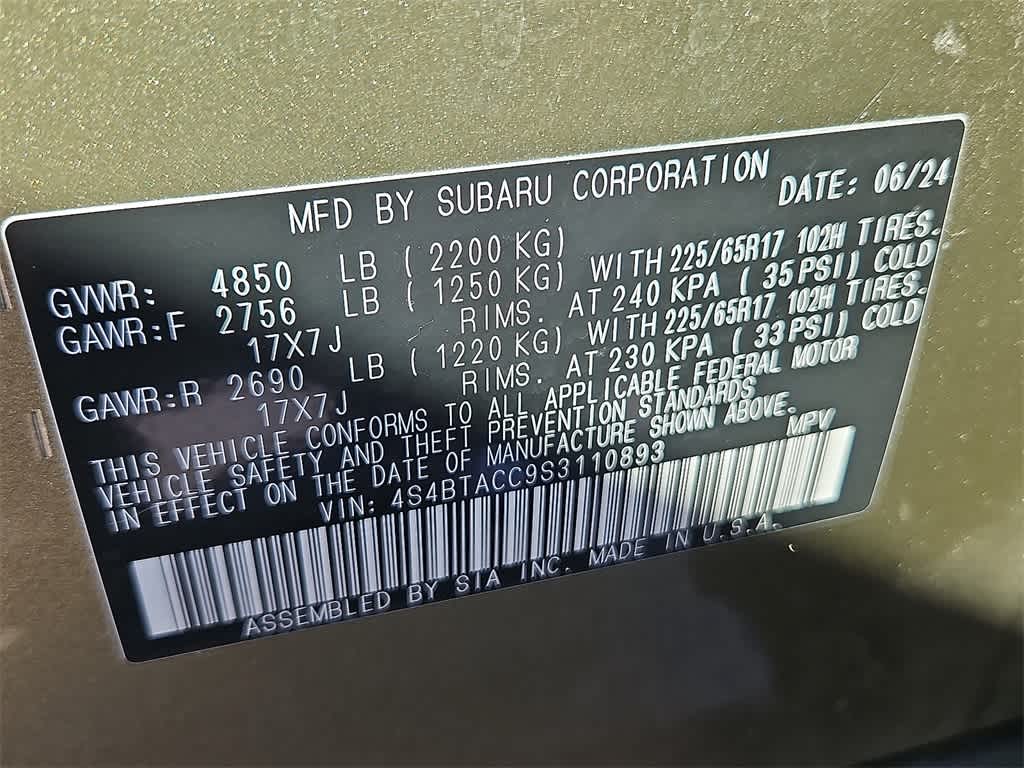 MFD BY SUBARU CORPORATION DATE: 06/24
GVWR: 4850 LB ( 2200 KG)
GAWR:F 2756 LB ( 1250 KG) WITH 225/65R17 102H TIRES.
17X7J RIMS. AT 240 KPA ( 35 PSI) COLD
GAWR:R 2690 LB ( 1220 KG) WITH 225/65R17 102H TIRES.
17X7J RIMS. AT 230 KPA ( 33 PSI) COLD
THIS VEHICLE CONFORMS TO ALL APPLICABLE FEDERAL MOTOR
VEHICLE SAFETY AND THEFT PREVENTION STANDARDS
IN EFFECT ON THE DATE OF MANUFACTURE SHOWN ABOVE.
VIN: 4S4BTACC9S3110893 MPV
ASSEMBLED BY SIA INC. MADE IN U.S.A.